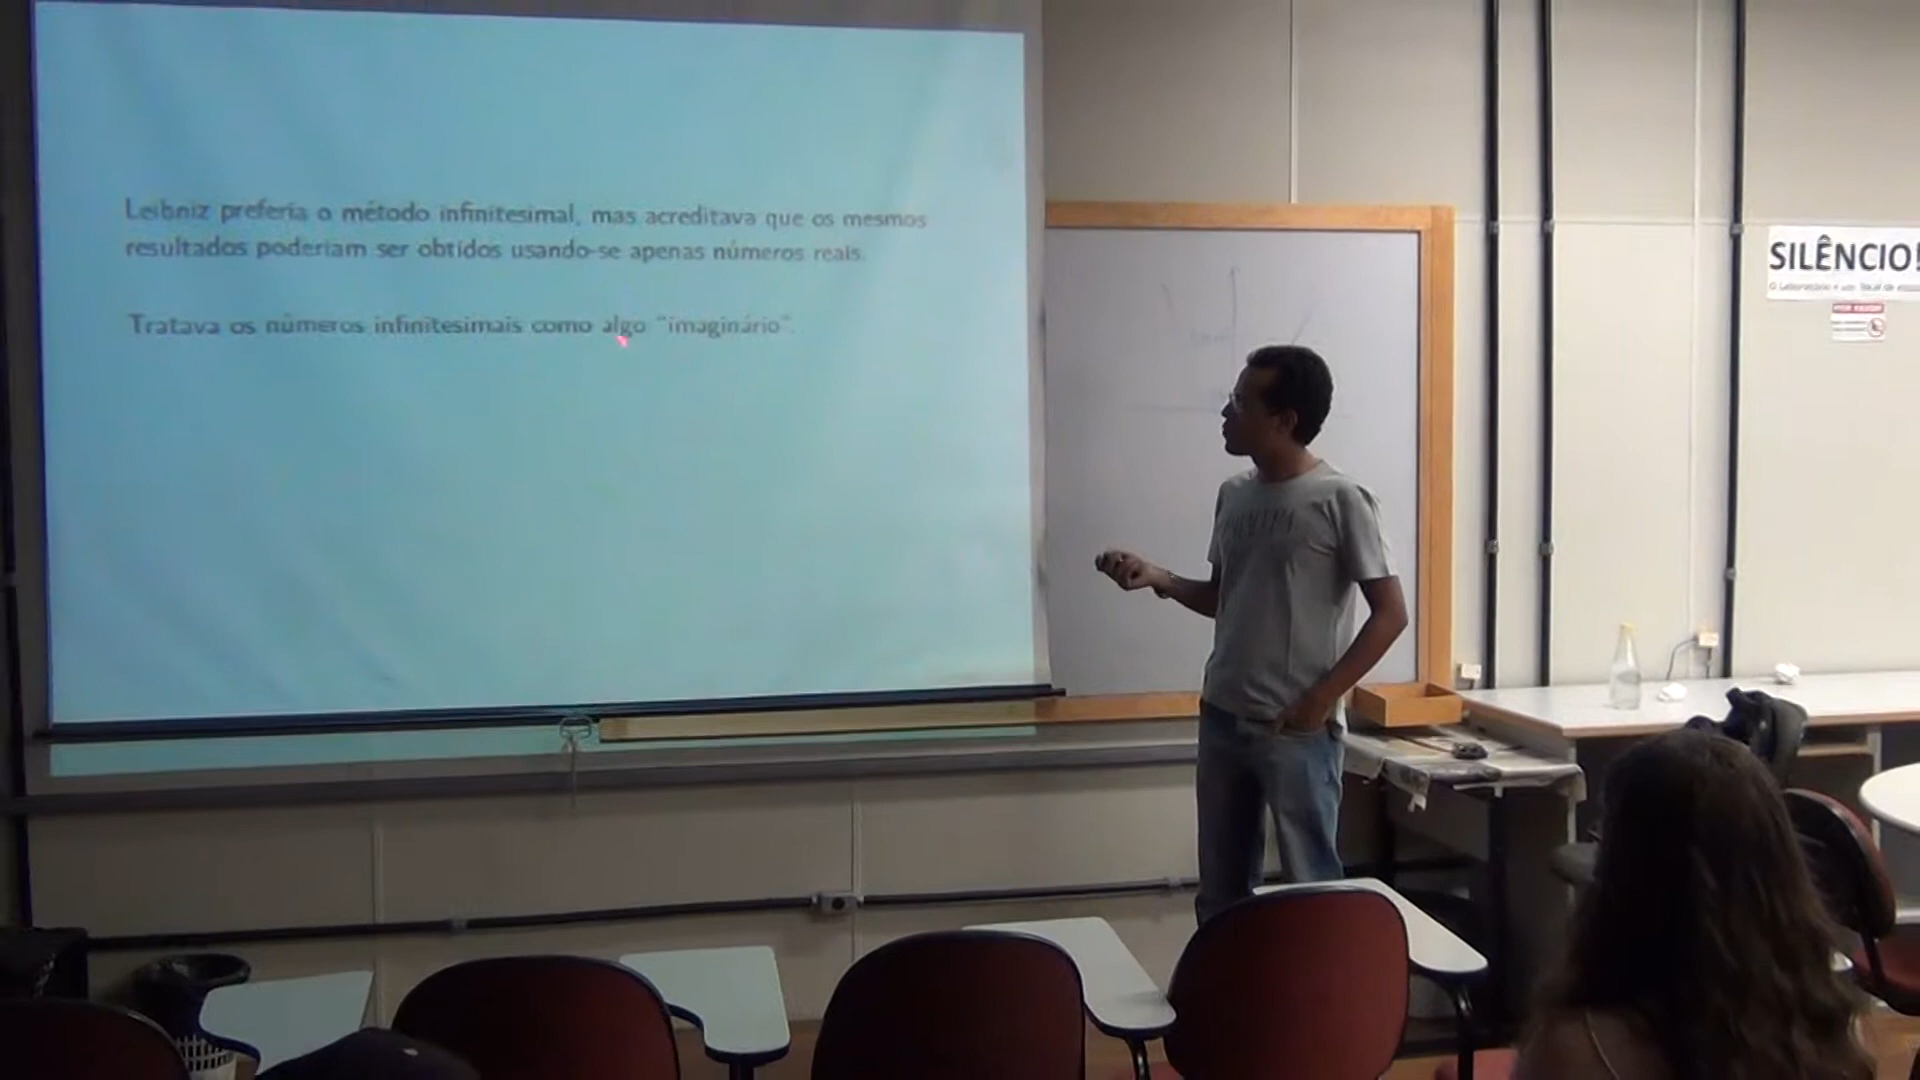 Leibniz preferia o método infinitesimal, mas acreditava que os mesmos
resultados poderiam ser obtidos usando-se apenas números reais.
Tratava os números infinitesimais como algo “imaginário”.
SILÊNCIO!